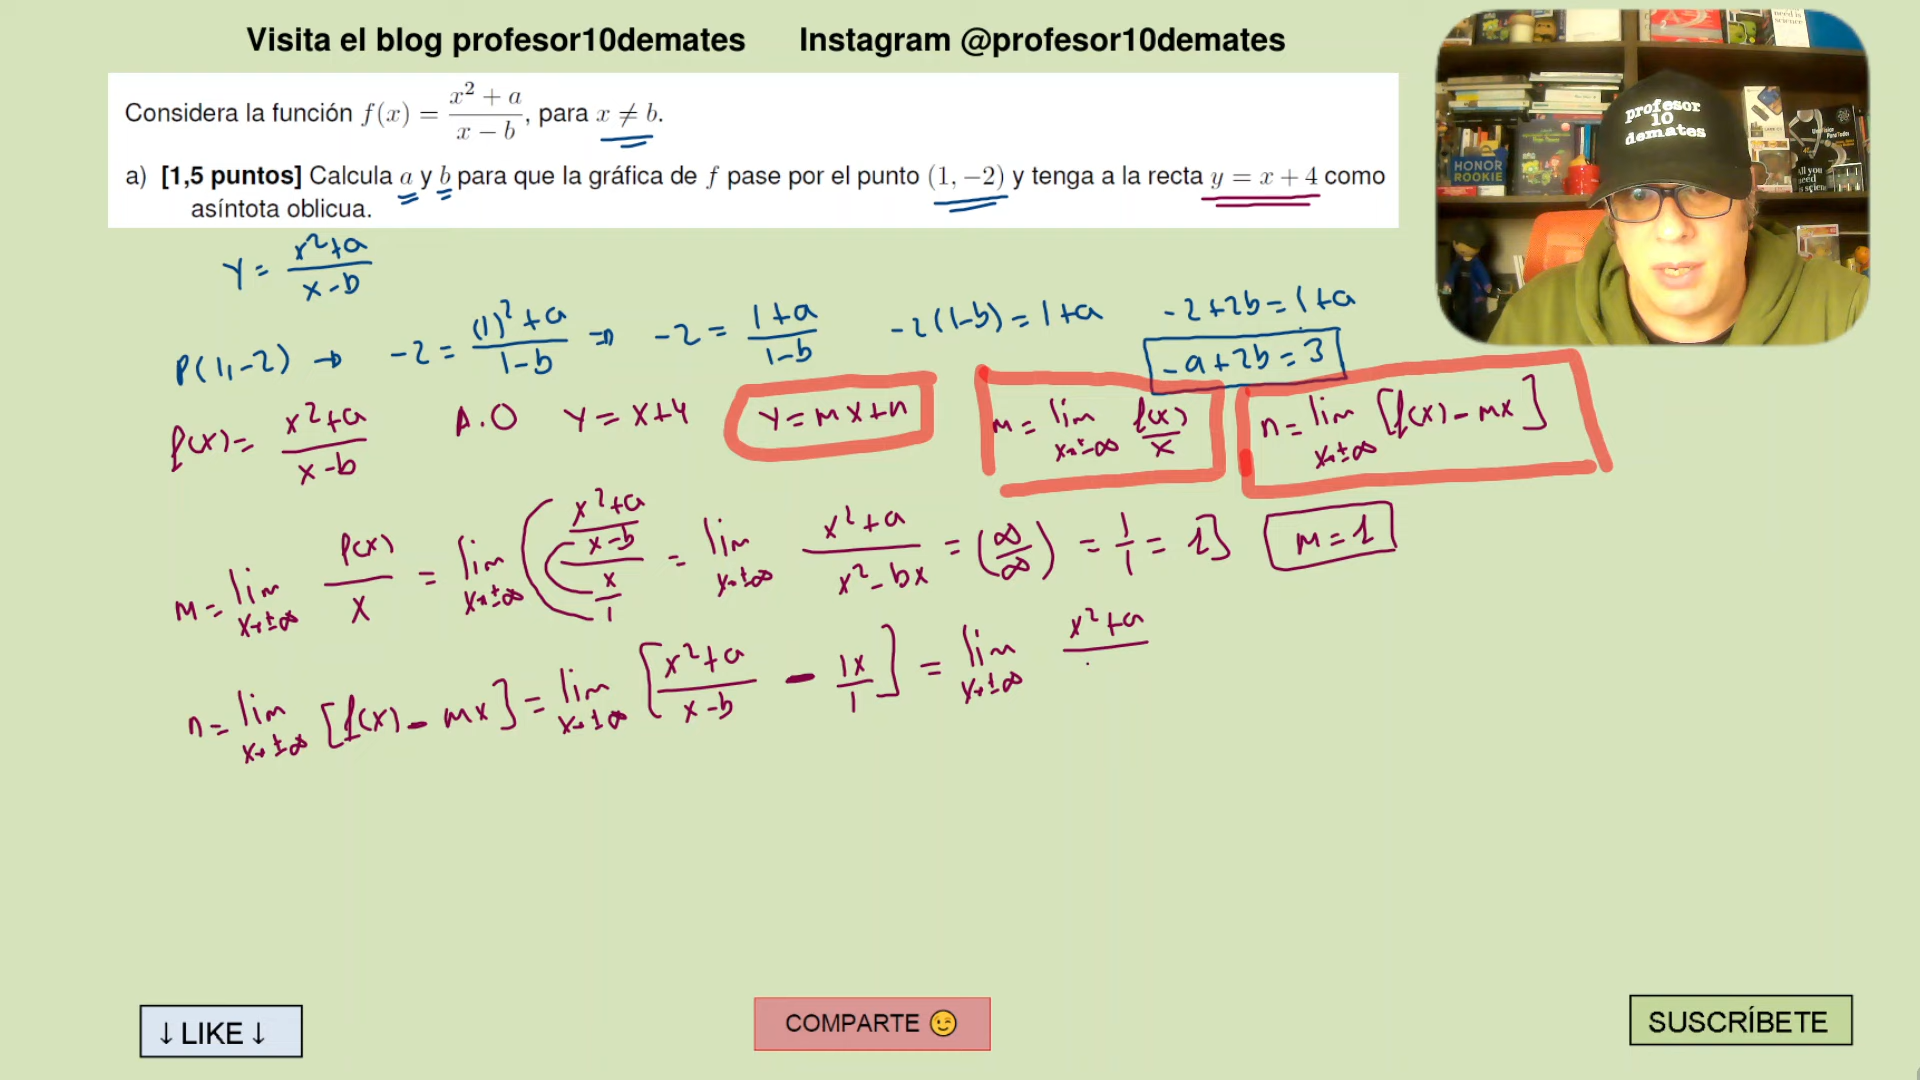 Visita el blog profesor10demates Instagram @profesor10demates
Considera la función f(x) = (x² + a)/(x − b), para x ≠ b.
a) [1,5 puntos] Calcula a y b para que la gráfica de f pase por el punto (1, −2) y tenga a la recta y = x + 4 como
asíntota oblicua.
profesor
10
demates
HONOR
ROOKIE
Y = (x²+a)/(x-b)
P(1,-2) → -2 = ((1)²+a)/(1-b) ⇒ -2 = (1+a)/(1-b) -2(1-b)=1+a -2+2b=1+a
-a+2b=3
f(x)= (x²+a)/(x-b) A.O Y=X+4 Y=mx+n m= lim x→±∞ f(x)/x n= lim x→±∞ [f(x)-mx]
m= lim x→±∞ f(x)/x = lim x→±∞ (((x²+a)/(x-b))/(x/1) = lim x→±∞ (x²+a)/(x²-bx) = (∞/∞) = 1/1 = 1} m=1
n= lim x→±∞ [f(x)-mx] = lim x→±∞ [(x²+a)/(x-b) - 1x/1] = lim x→±∞ x²+a
↓ LIKE ↓ COMPARTE 😉 SUSCRÍBETE